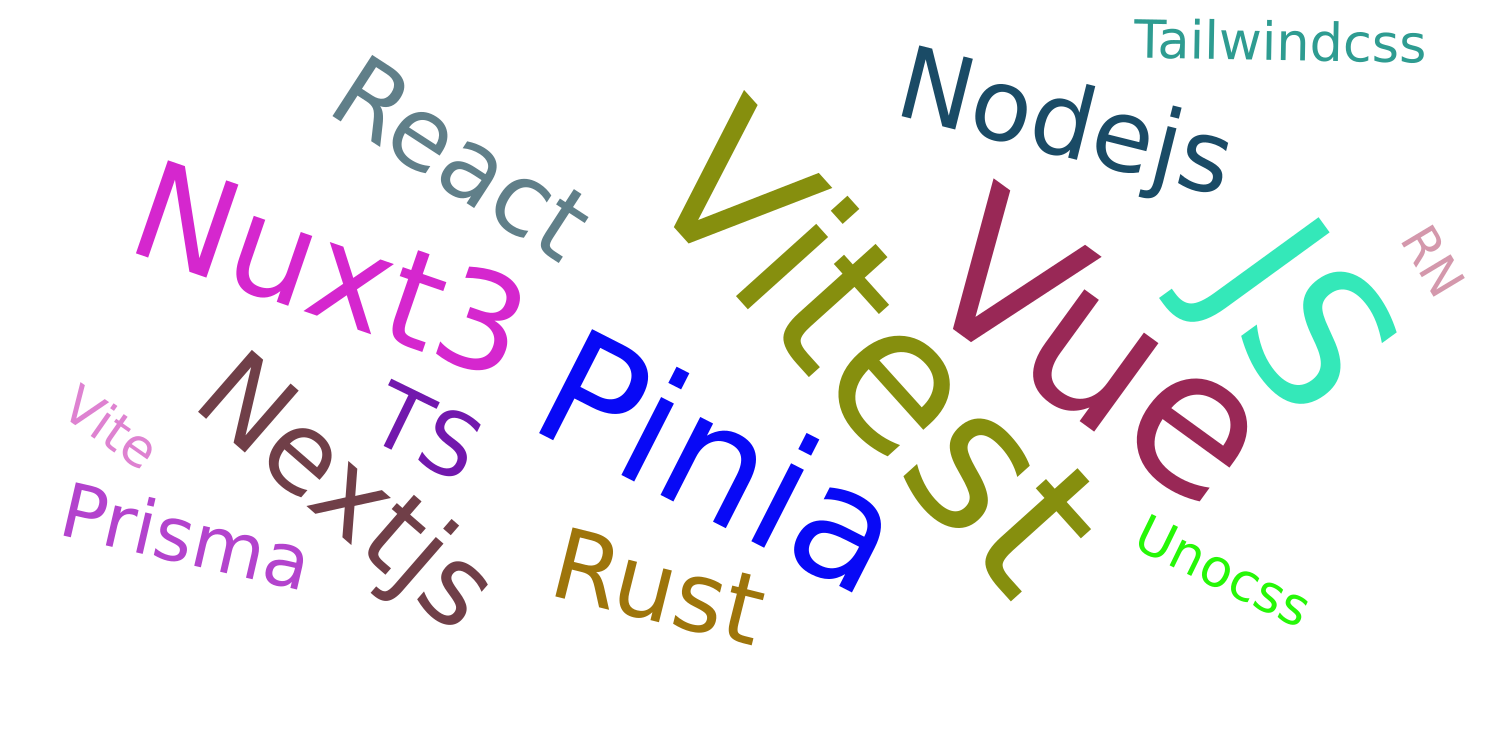 Tailwindcss
Nodejs
React
Vitest
Nuxt3
Vue
JS
RN
Pinia
TS
Nextjs
Vite
Prisma
Rust
Unocss